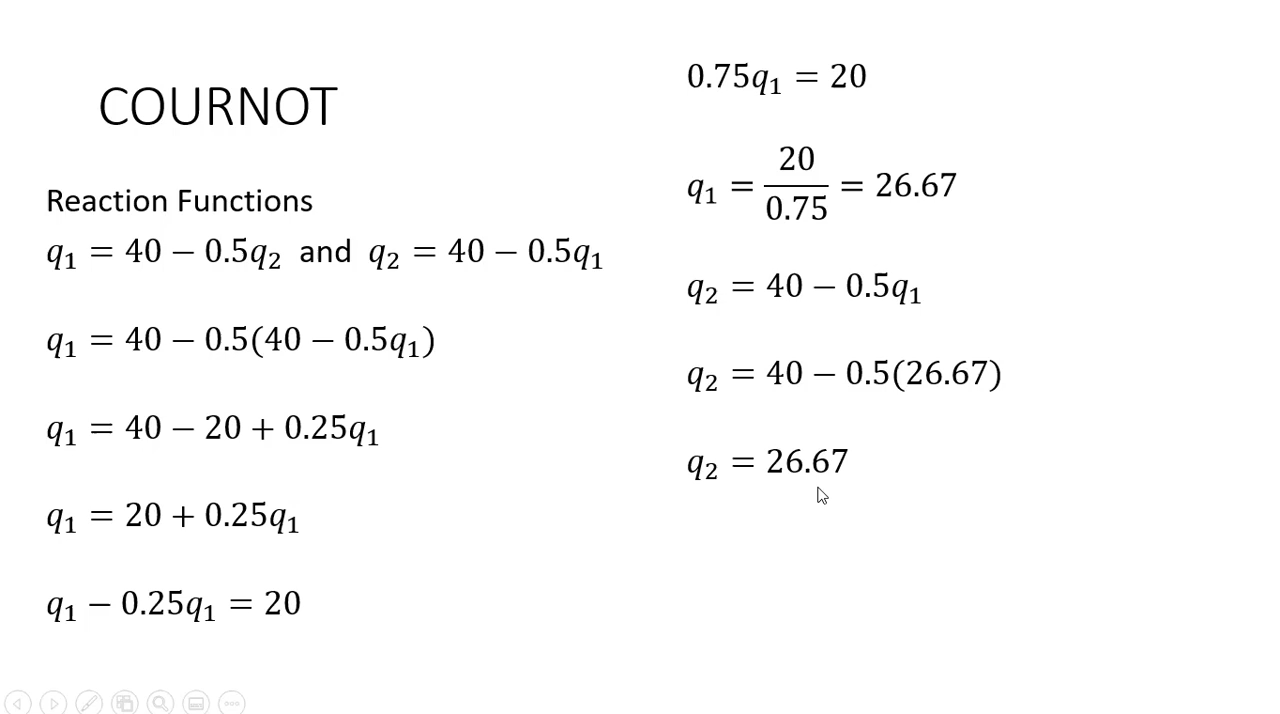 COURNOT
Reaction Functions
q₁ = 40 − 0.5q₂ and q₂ = 40 − 0.5q₁
q₁ = 40 − 0.5(40 − 0.5q₁)
q₁ = 40 − 20 + 0.25q₁
q₁ = 20 + 0.25q₁
q₁ − 0.25q₁ = 20
0.75q₁ = 20
q₁ = 20/0.75 = 26.67
q₂ = 40 − 0.5q₁
q₂ = 40 − 0.5(26.67)
q₂ = 26.67